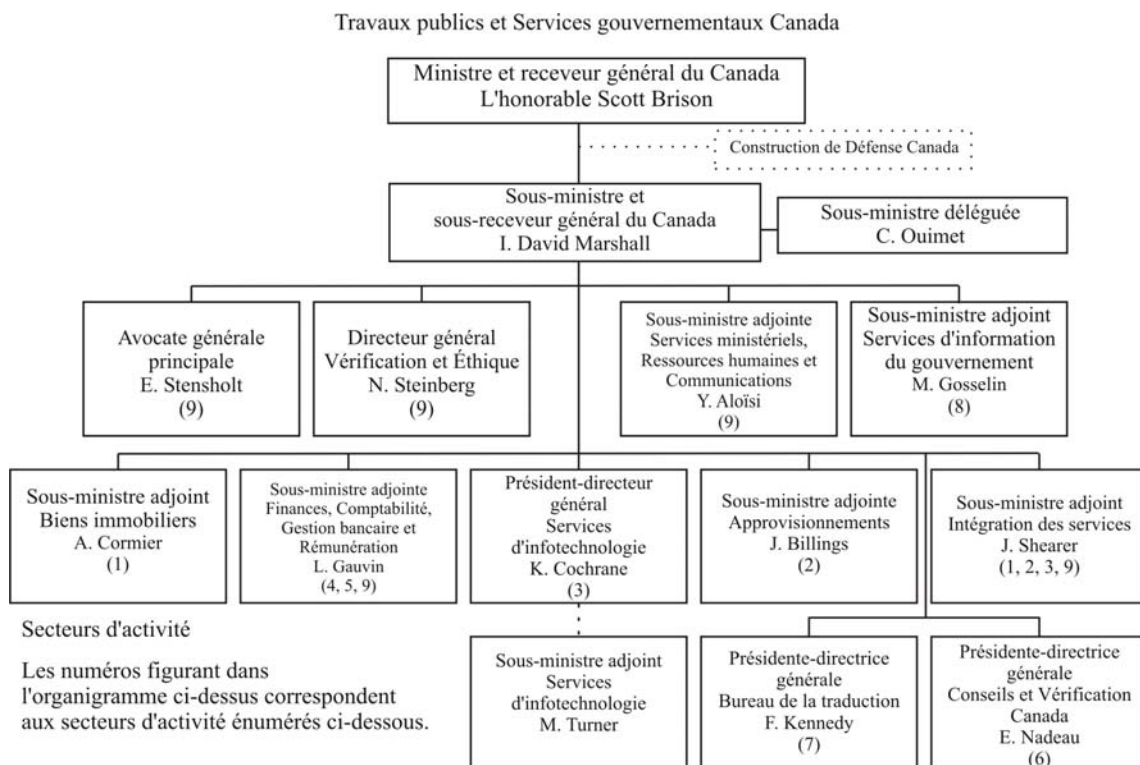 Travaux publics et Services gouvernementaux Canada
Ministre et receveur général du Canada
L'honorable Scott Brison
Construction de Défense Canada
Sous-ministre et
sous-receveur général du Canada
I. David Marshall
Sous-ministre déléguée
C. Ouimet
Avocate générale
principale
E. Stensholt
(9)
Directeur général
Vérification et Éthique
N. Steinberg
(9)
Sous-ministre adjointe
Services ministériels,
Ressources humaines et
Communications
Y. Aloïsi
(9)
Sous-ministre adjoint
Services d'information
du gouvernement
M. Gosselin
(8)
Sous-ministre adjoint
Biens immobiliers
A. Cormier
(1)
Sous-ministre adjointe
Finances, Comptabilité,
Gestion bancaire et
Rémunération
L. Gauvin
(4, 5, 9)
Président-directeur
général
Services
d'infotechnologie
K. Cochrane
(3)
Sous-ministre adjointe
Approvisionnements
J. Billings
(2)
Sous-ministre adjoint
Intégration des services
J. Shearer
(1, 2, 3, 9)
Sous-ministre adjoint
Services
d'infotechnologie
M. Turner
Présidente-directrice
générale
Bureau de la traduction
F. Kennedy
(7)
Présidente-directrice
générale
Conseils et Vérification
Canada
E. Nadeau
(6)
Secteurs d'activité
Les numéros figurant dans
l'organigramme ci-dessus correspondent
aux secteurs d'activité énumérés ci-dessous.